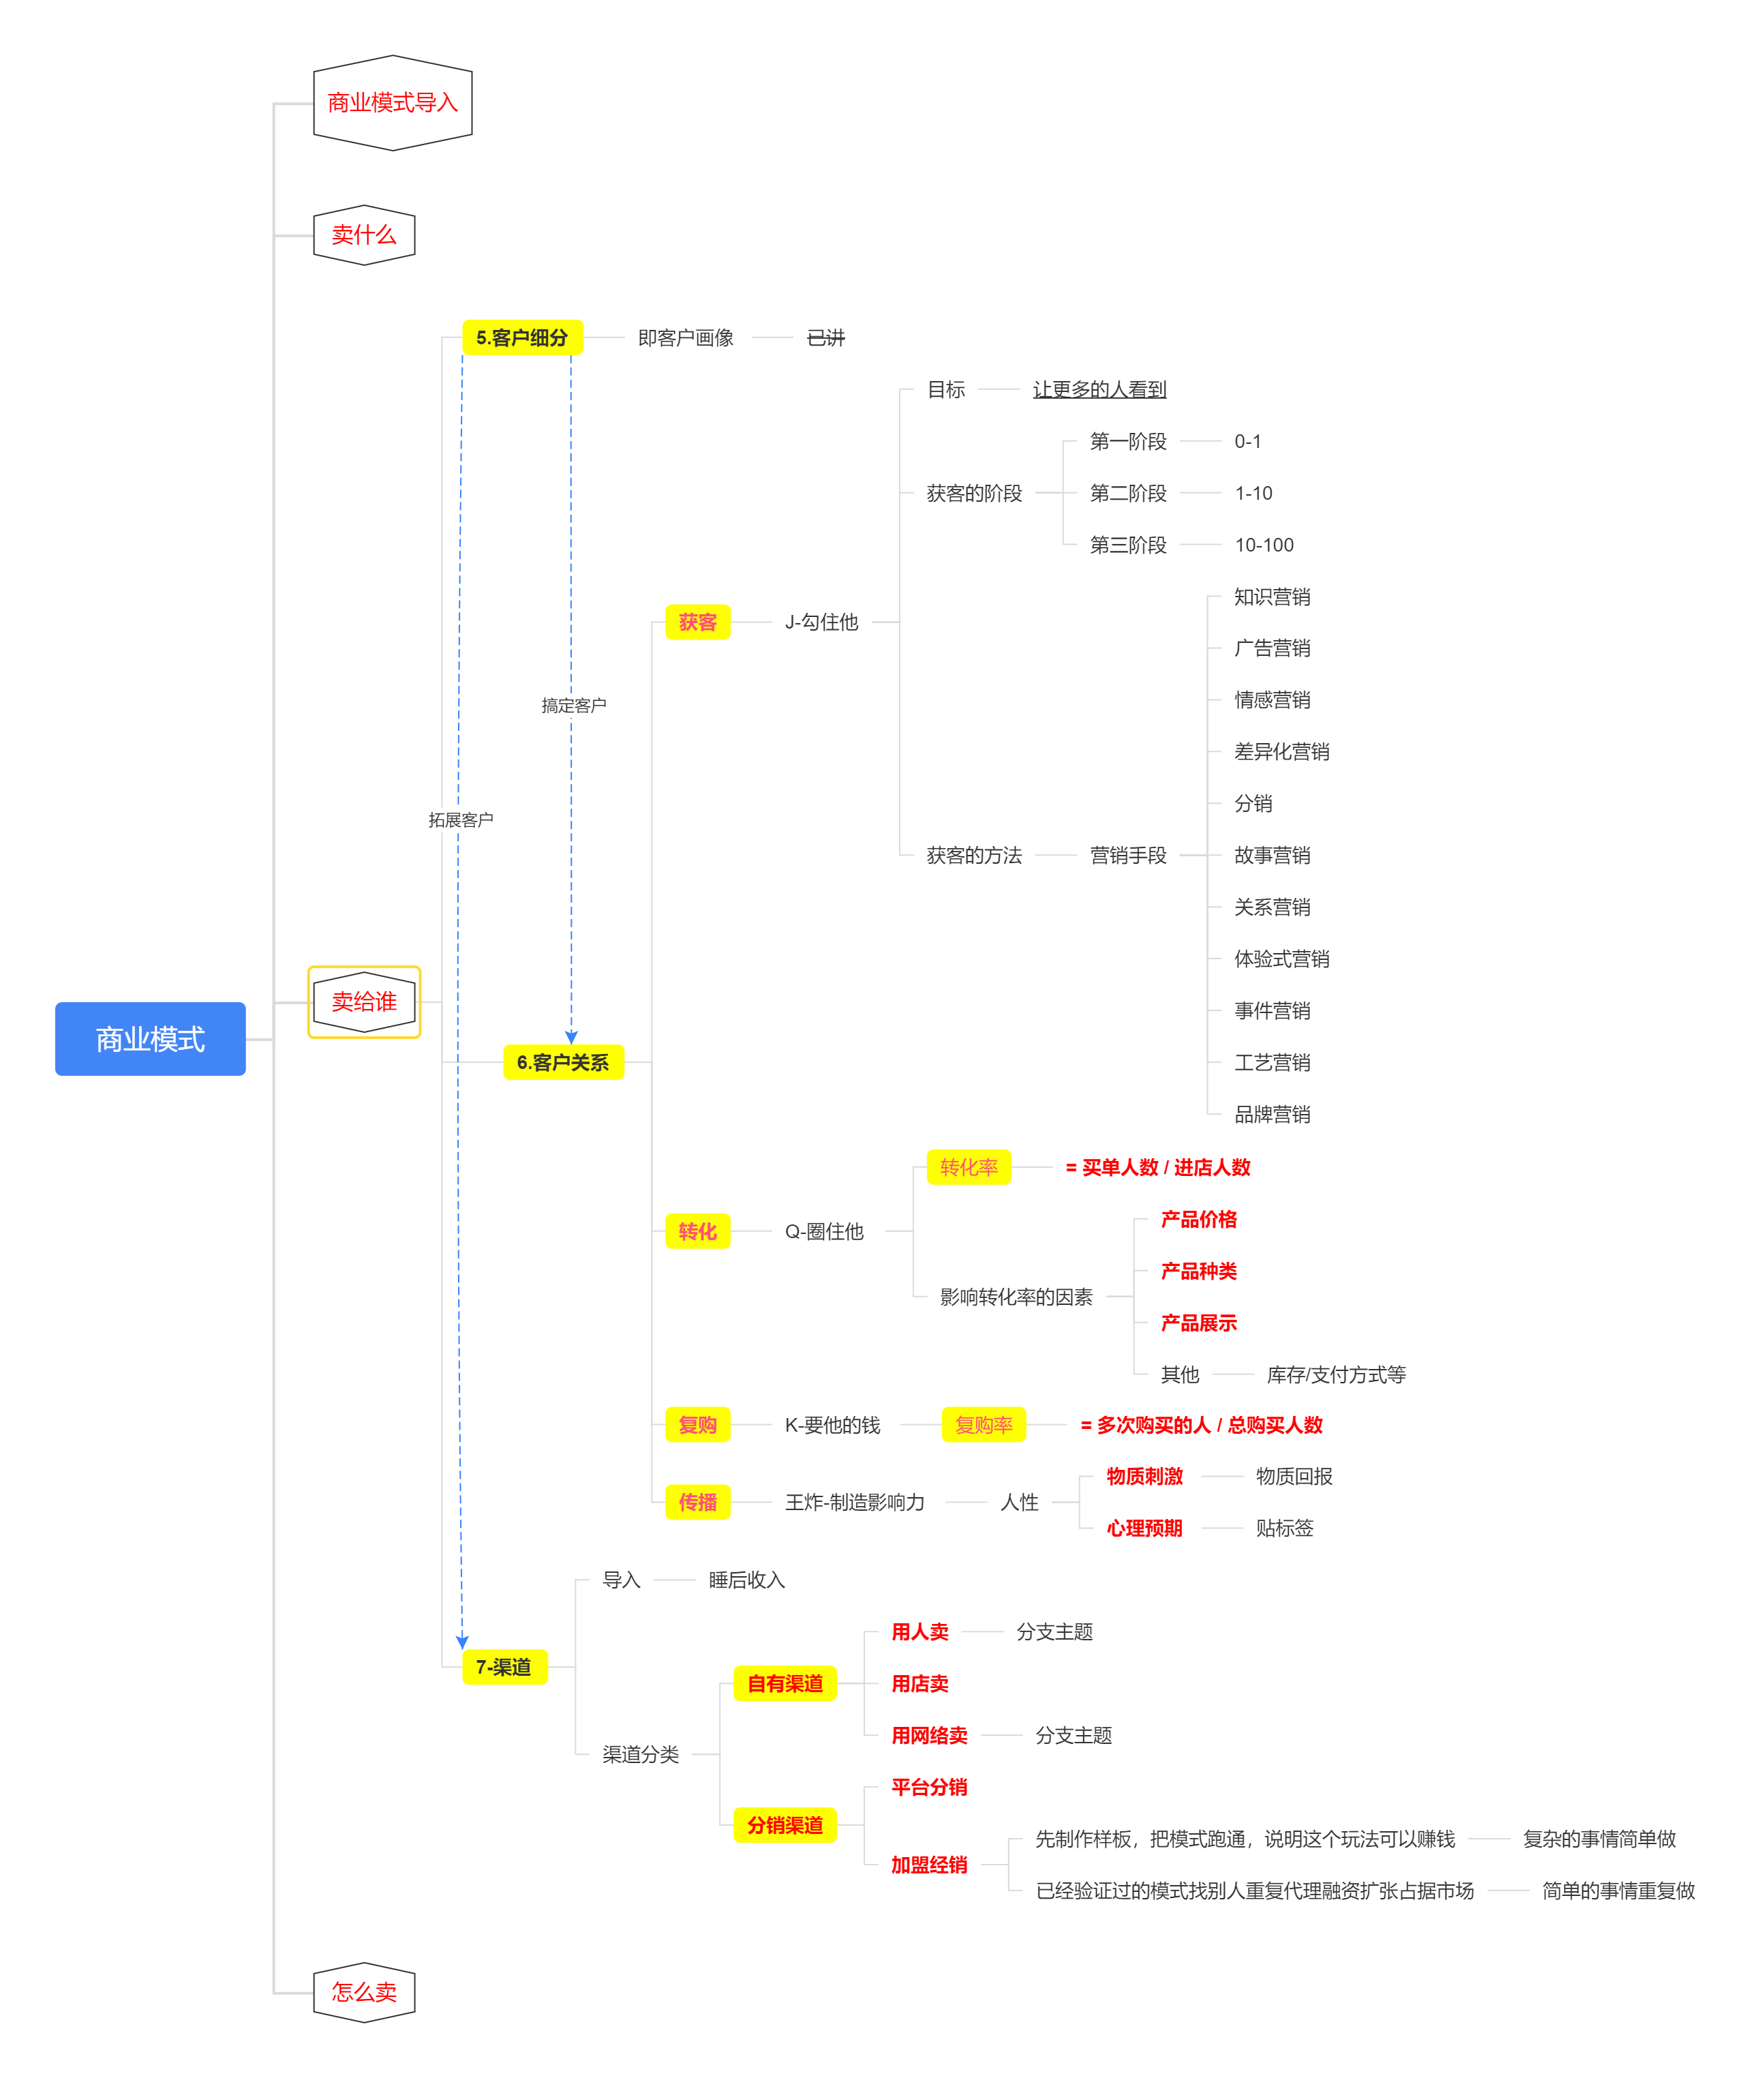 商业模式导入
卖什么
5.客户细分
即客户画像
已讲
目标
让更多的人看到
第一阶段
0-1
获客的阶段
第二阶段
1-10
第三阶段
10-100
知识营销
获客
J-勾住他
广告营销
情感营销
搞定客户
差异化营销
分销
拓展客户
获客的方法
营销手段
故事营销
关系营销
体验式营销
卖给谁
事件营销
商业模式
6.客户关系
工艺营销
品牌营销
转化率
= 买单人数 / 进店人数
产品价格
转化
Q-圈住他
产品种类
影响转化率的因素
产品展示
其他
库存/支付方式等
复购
K-要他的钱
复购率
= 多次购买的人 / 总购买人数
物质刺激
物质回报
传播
王炸-制造影响力
人性
心理预期
贴标签
导入
睡后收入
用人卖
分支主题
7-渠道
自有渠道
用店卖
用网络卖
分支主题
渠道分类
平台分销
分销渠道
先制作样板，把模式跑通，说明这个玩法可以赚钱
复杂的事情简单做
加盟经销
已经验证过的模式找别人重复代理融资扩张占据市场
简单的事情重复做
怎么卖